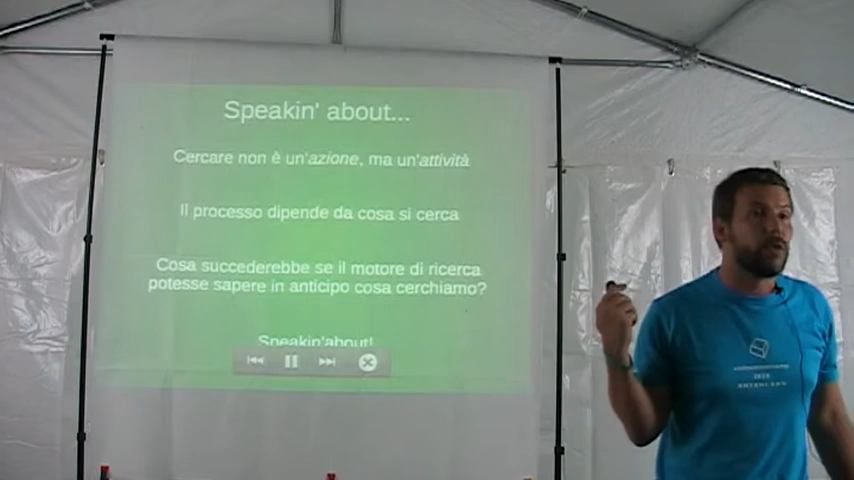 Speakin' about...
Cercare non è un'azione, ma un'attività
Il processo dipende da cosa si cerca
Cosa succederebbe se il motore di ricerca
potesse sapere in anticipo cosa cerchiamo?
Speakin'about!